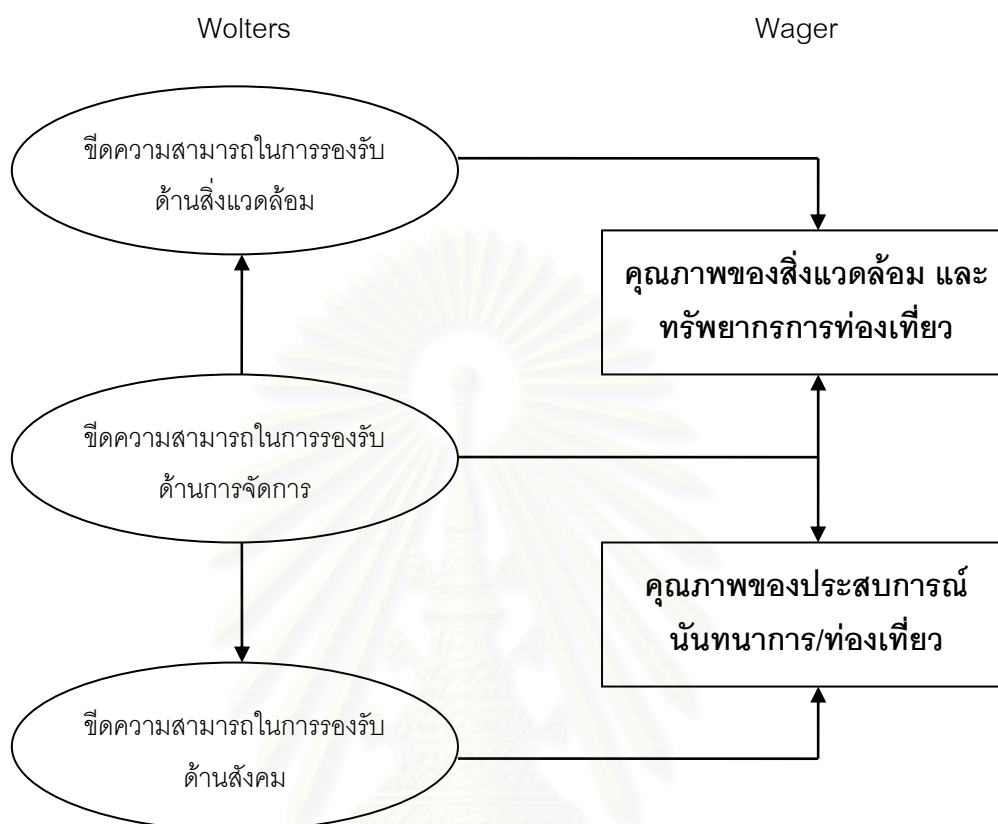 Wolters
Wager
ขีดความสามารถในการรองรับ
ด้านสิ่งแวดล้อม
คุณภาพของสิ่งแวดล้อม และ
ทรัพยากรการท่องเที่ยว
ขีดความสามารถในการรองรับ
ด้านการจัดการ
คุณภาพของประสบการณ์
นันทนาการ/ท่องเที่ยว
ขีดความสามารถในการรองรับ
ด้านสังคม